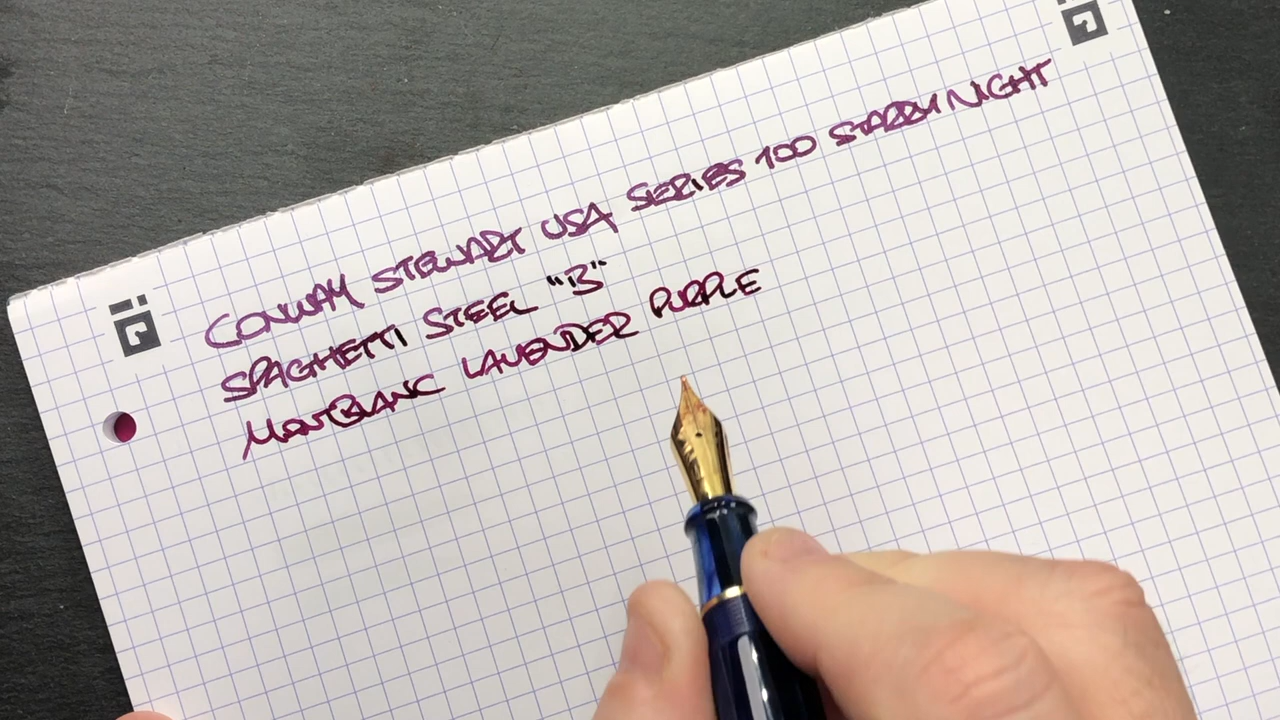 CONWAY STEWART USA SERIES 100 STARRY NIGHT
SPAGHETTI STEEL "B"
MONTBLANC LAVENDER PURPLE